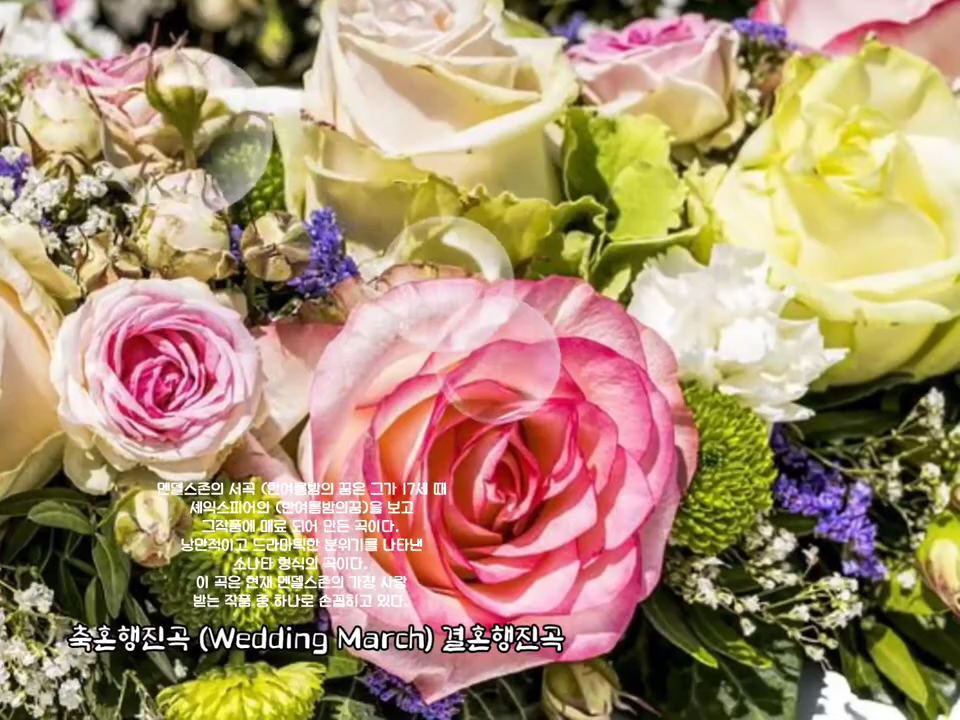 멘델스존의 서곡 (한여름밤의 꿈은 그가 17세 때
셰익스피어의 (한여름밤의꿈)을 보고
그작품에 매료 되어 만든 곡이다.
낭만적이고 드라마틱한 분위기를 나타낸
소나타 형식의 곡이다.
이 곡은 현재 멘델스존의 가장 사랑
받는 작품 중 하나로 손꼽히고 있다.
축혼행진곡 (Wedding March) 결혼행진곡